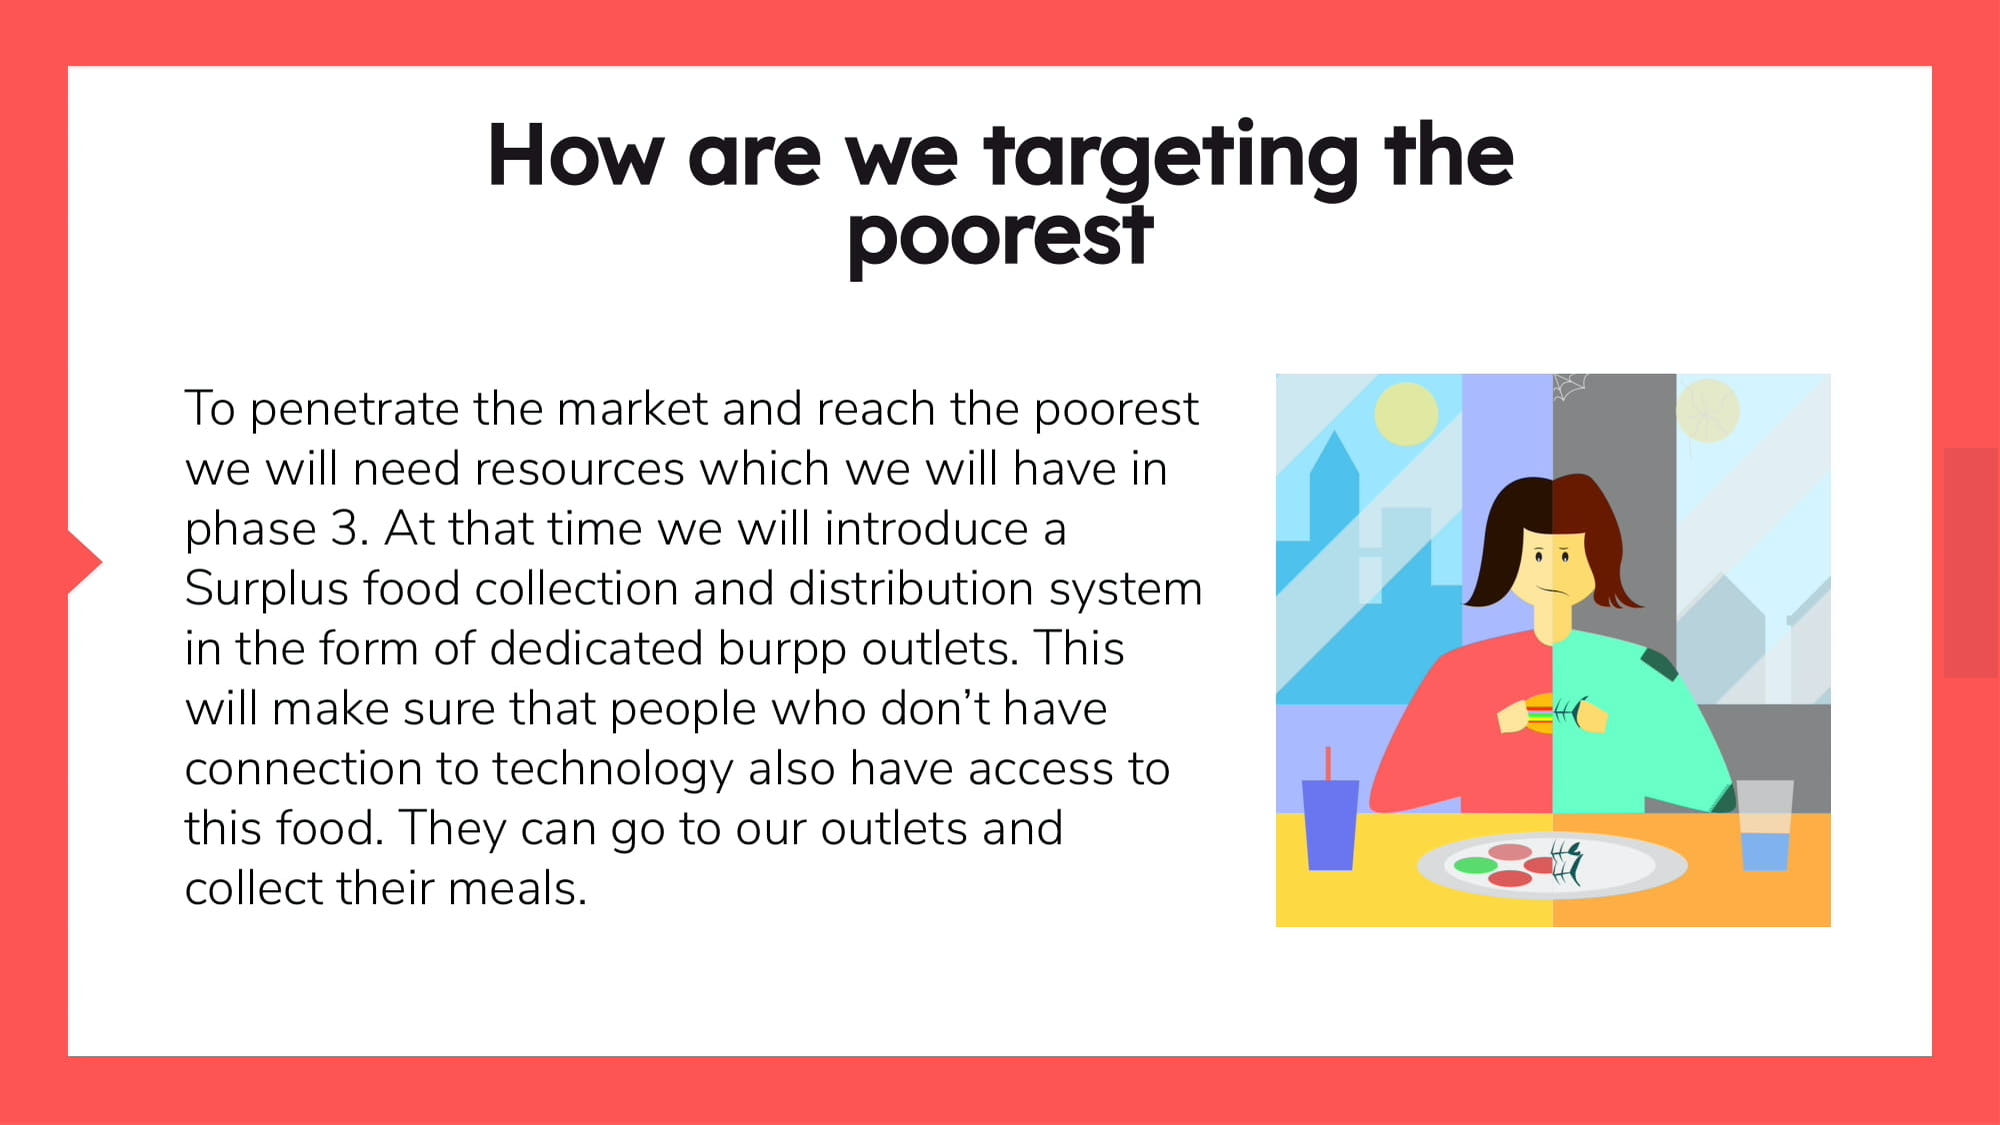 How are we targeting the
poorest
To penetrate the market and reach the poorest
we will need resources which we will have in
phase 3. At that time we will introduce a
Surplus food collection and distribution system
in the form of dedicated burpp outlets. This
will make sure that people who don’t have
connection to technology also have access to
this food. They can go to our outlets and
collect their meals.